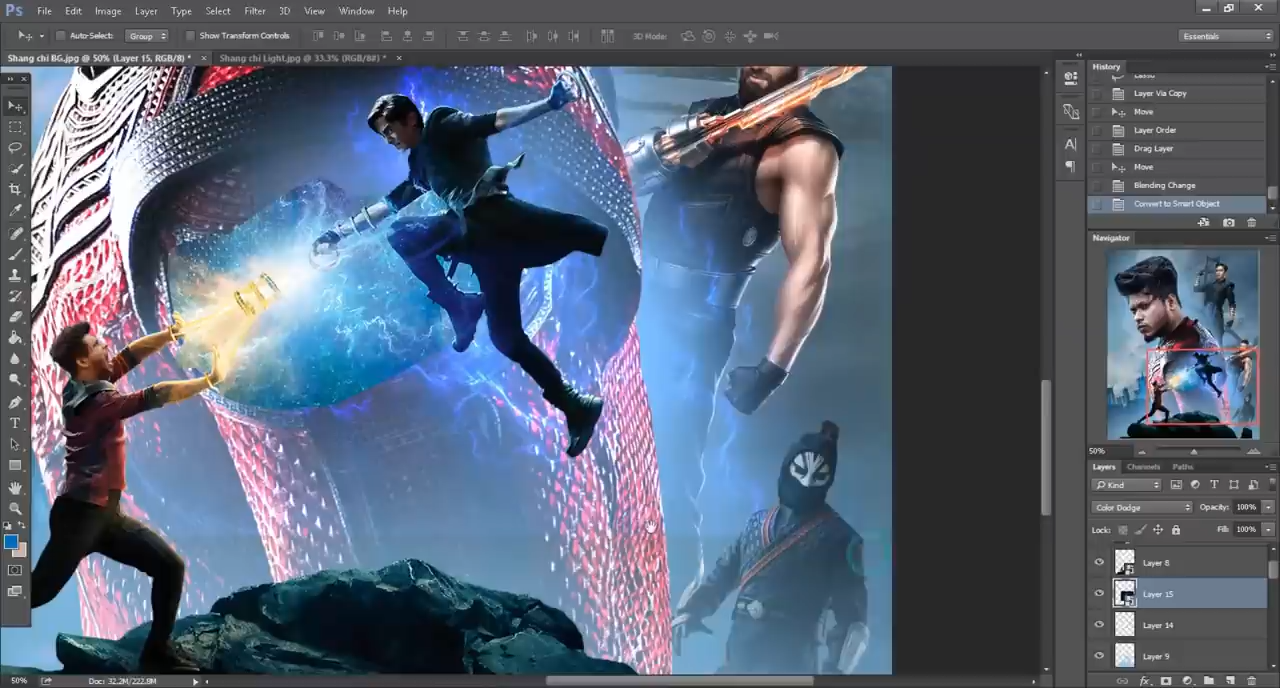 Ps File Edit Image Layer Type Select Filter 3D View Window Help
Auto-Select: Group Show Transform Controls 3D Mode: Essentials
Shang chi BG.jpg @ 50% (Layer 15, RGB/8) * × Shang chi Light.jpg @ 33.3% (RGB/8#) * ×
History
Layer Via Copy
Move
Layer Order
Drag Layer
Move
Blending Change
Convert to Smart Object
Navigator
50%
Layers Channels Paths
Kind
Color Dodge Opacity: 100%
Lock: Fill: 100%
Layer 8
Layer 15
Layer 14
Layer 9
50% Doc: 32.2M/222.8M